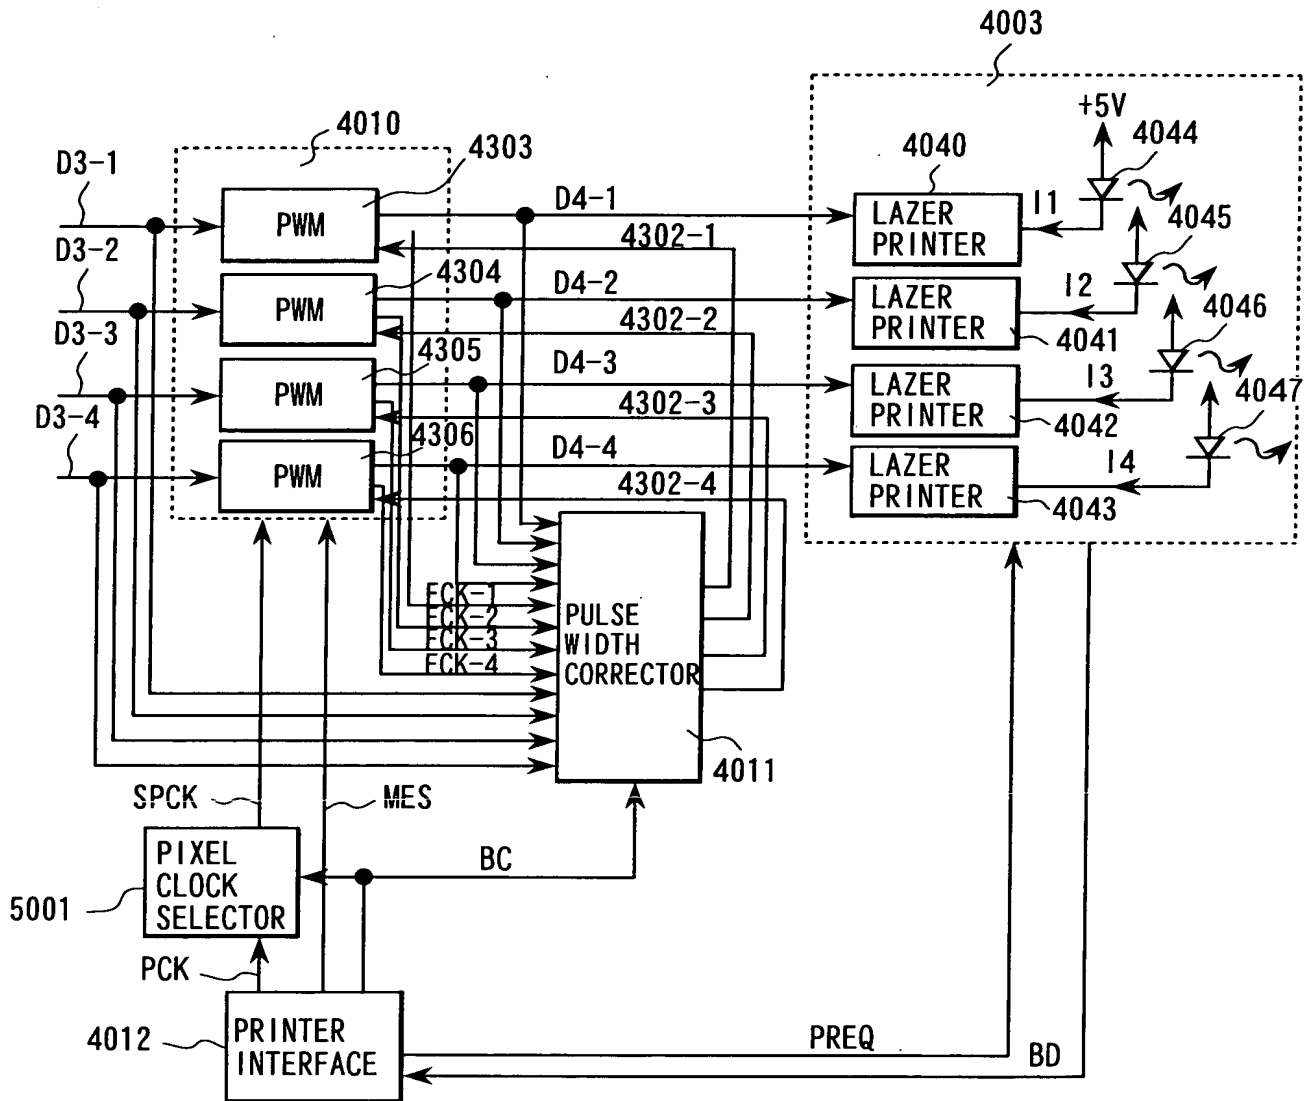 4003
+5V
4010
4303
4040
4044
D3-1
D4-1
PWM
LAZER
PRINTER
I1
4302-1
4045
D3-2
4304
D4-2
PWM
LAZER
PRINTER
I2
4302-2
4041
4046
D3-3
4305
D4-3
PWM
LAZER
PRINTER
I3
4302-3
4042
4047
D3-4
4306
D4-4
PWM
LAZER
PRINTER
I4
4302-4
4043
ECK-1
ECK-2
ECK-3
ECK-4
PULSE
WIDTH
CORRECTOR
4011
SPCK
MES
PIXEL
CLOCK
SELECTOR
BC
5001
PCK
4012
PRINTER
INTERFACE
PREQ
BD